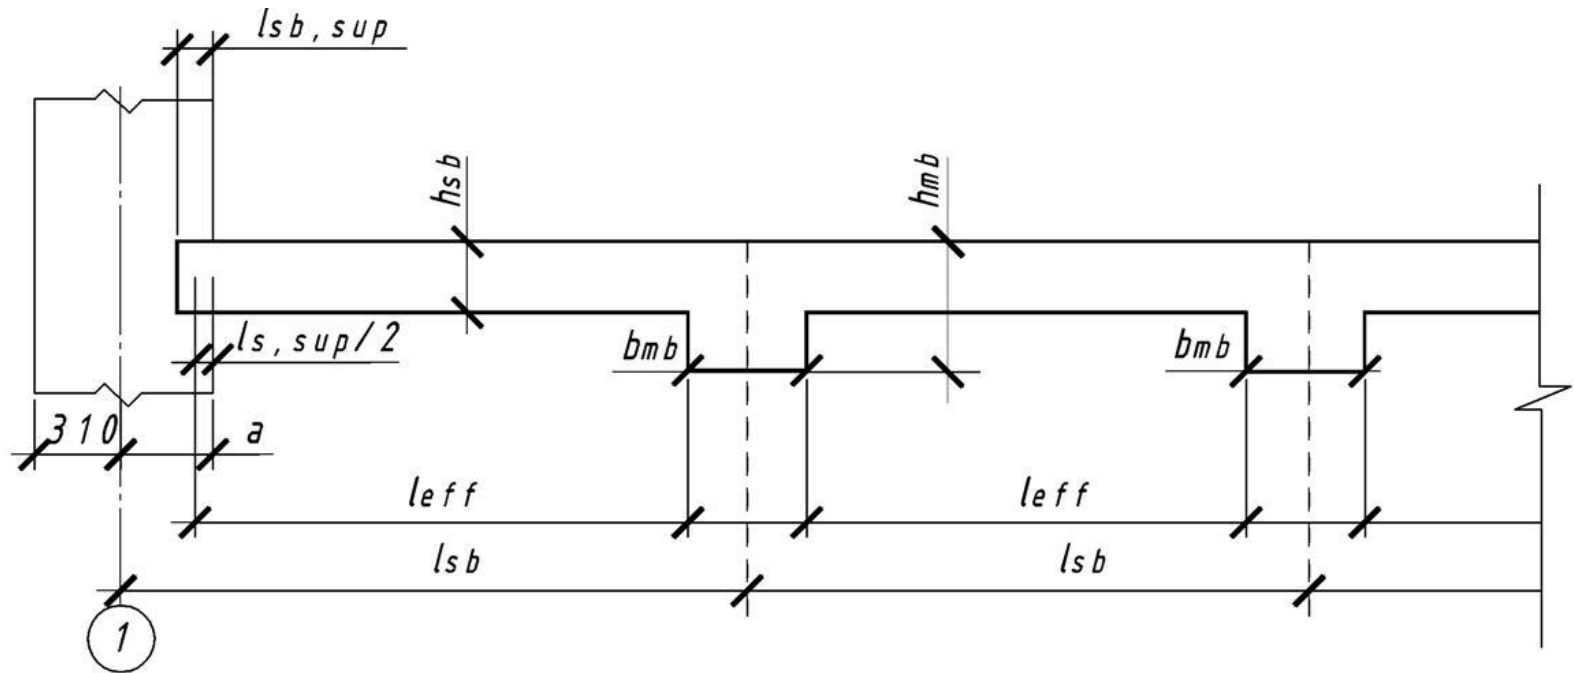 lsb, sup
hsb
hmb
ls, sup/2
bmb
bmb
310
a
leff
leff
lsb
lsb
1